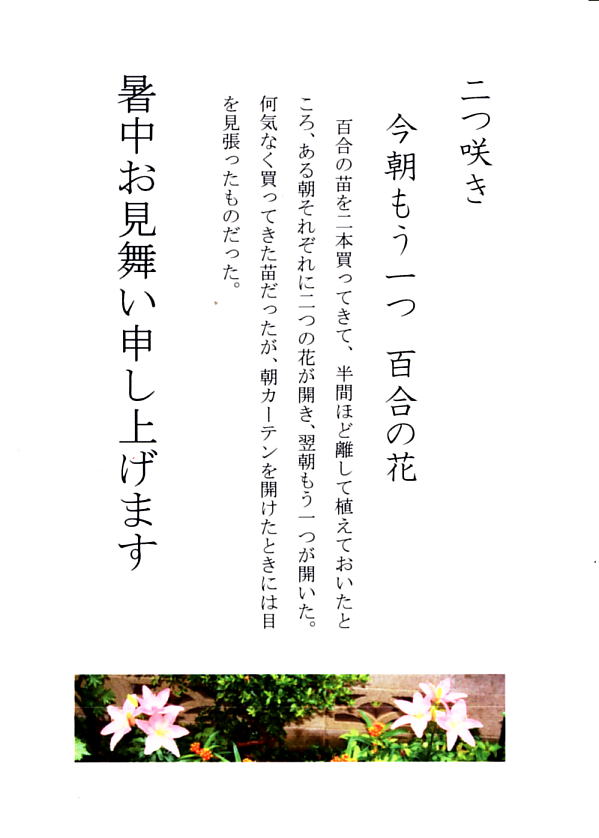 二つ咲き
今朝もう一つ 百合の花
百合の苗を二本買ってきて、半間ほど離して植えておいたと
ころ、ある朝それぞれに二つの花が開き、翌朝もう一つが開いた。
何気なく買ってきた苗だったが、朝カーテンを開けたときには目
を見張ったものだった。
暑中お見舞い申し上げます